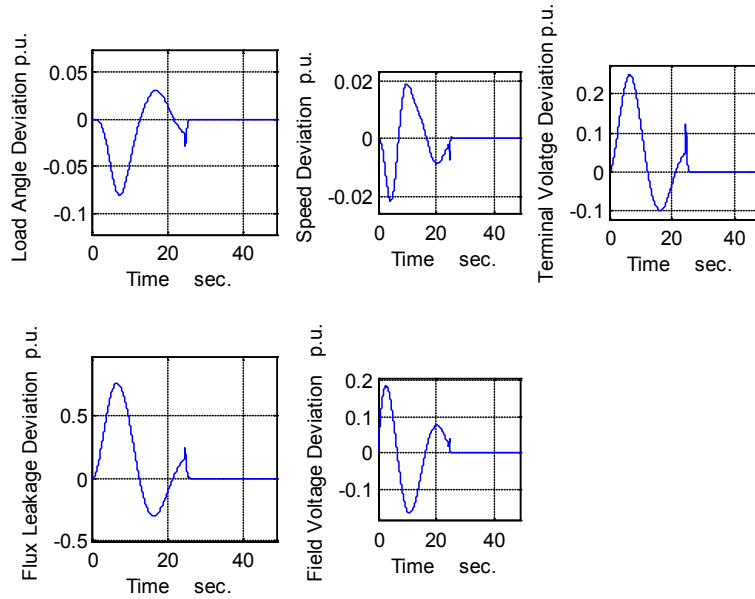 Load Angle Deviation p.u.
0.05
0
-0.05
-0.1
0 20 40
Time sec.
Speed Deviation p.u.
0.02
0
-0.02
0 20 40
Time sec.
Terminal Volatge Deviation p.u.
0.2
0.1
0
-0.1
0 20 40
Time sec.
Flux Leakage Deviation p.u.
0.5
0
-0.5
0 20 40
Time sec.
Field Voltage Deviation p.u.
0.2
0.1
0
-0.1
0 20 40
Time sec.